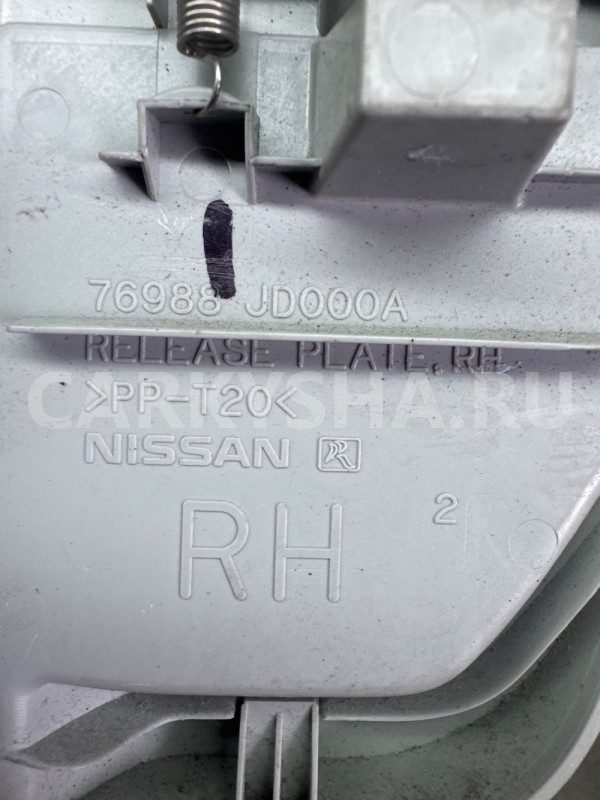 76988 JD000A
RELEASE PLATE, RH
>PP-T20<
CARKYSHA.RU
NISSAN
RH 2